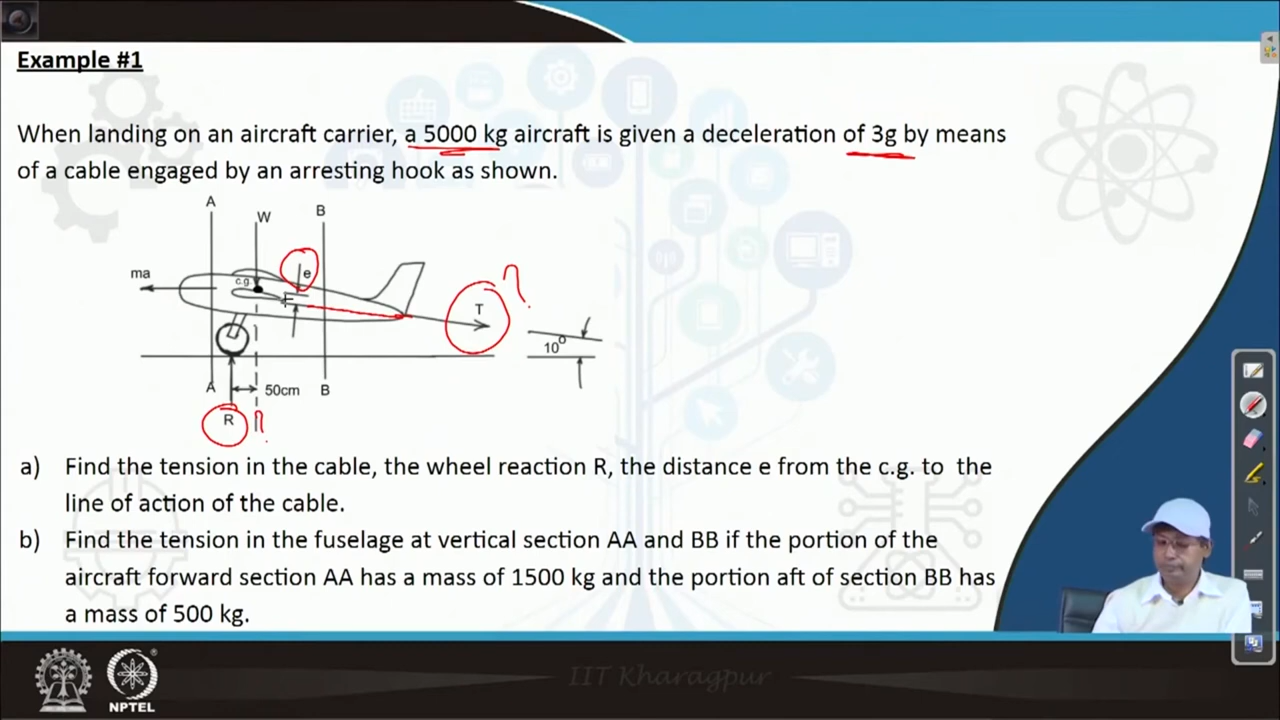 Example #1
When landing on an aircraft carrier, a 5000 kg aircraft is given a deceleration of 3g by means
of a cable engaged by an arresting hook as shown.
A
W
B
ma
c.g.
e
T
?
10⁰
A
50cm
B
R
?
a) Find the tension in the cable, the wheel reaction R, the distance e from the c.g. to the
line of action of the cable.
b) Find the tension in the fuselage at vertical section AA and BB if the portion of the
aircraft forward section AA has a mass of 1500 kg and the portion aft of section BB has
a mass of 500 kg.
IIT Kharagpur
NPTEL